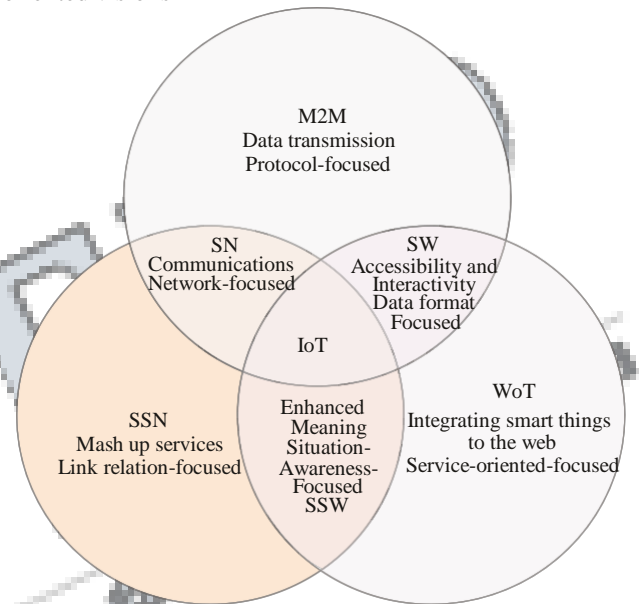 M2M
Data transmission
Protocol-focused
SN
Communications
Network-focused
SW
Accessibility and
Interactivity
Data format
Focused
IoT
SSN
Mash up services
Link relation-focused
Enhanced
Meaning
Situation-
Awareness-
Focused
SSW
WoT
Integrating smart things
to the web
Service-oriented-focused